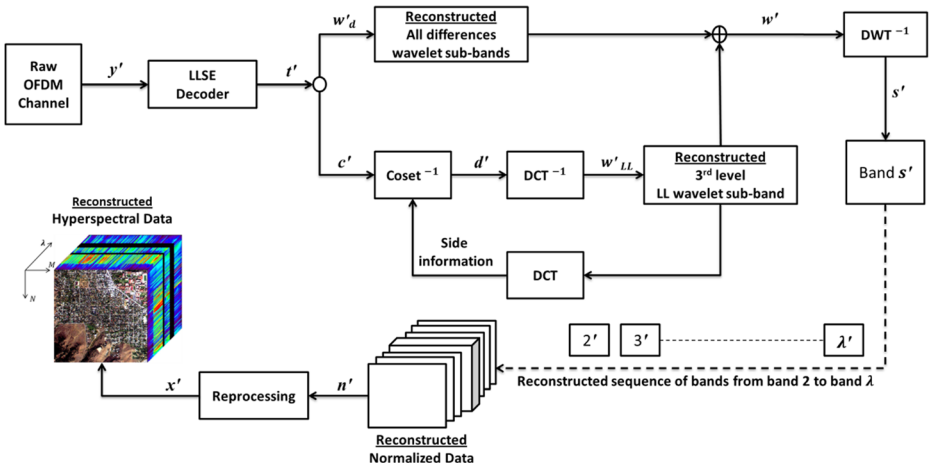 Raw
OFDM
Channel
y′
LLSE
Decoder
t′
w′d
Reconstructed
All differences
wavelet sub-bands
w′
DWT −1
s′
Band s′
c′
Coset −1
d′
DCT −1
w′LL
Reconstructed
3rd level
LL wavelet sub-band
Side
information
DCT
Reconstructed
Hyperspectral Data
λ
M
N
2′
3′
λ′
Reconstructed sequence of bands from band 2 to band λ
x′
Reprocessing
n′
Reconstructed
Normalized Data